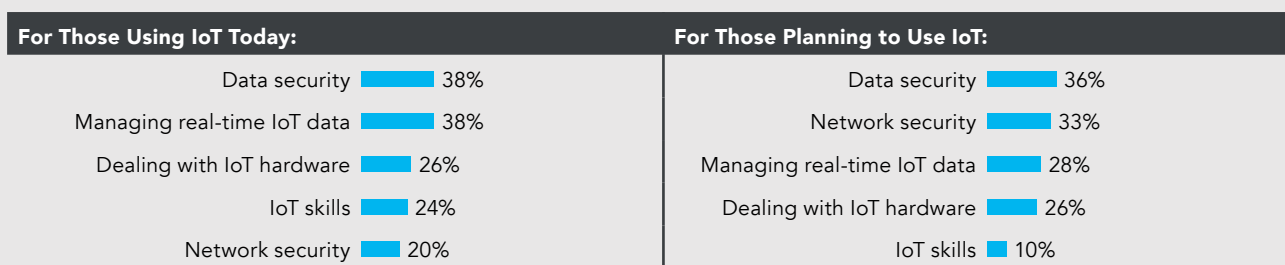 For Those Using IoT Today:
Data security 38%
Managing real-time IoT data 38%
Dealing with IoT hardware 26%
IoT skills 24%
Network security 20%
For Those Planning to Use IoT:
Data security 36%
Network security 33%
Managing real-time IoT data 28%
Dealing with IoT hardware 26%
IoT skills 10%